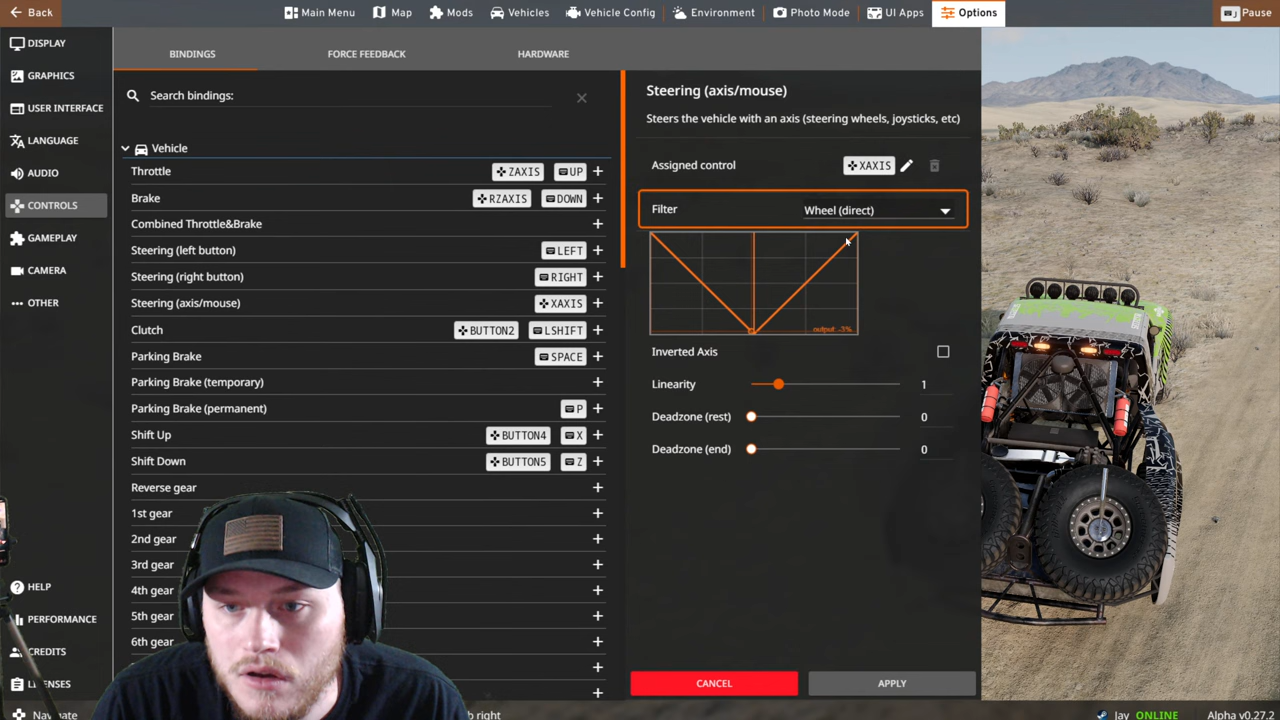 Back
Main Menu
Map
Mods
Vehicles
Vehicle Config
Environment
Photo Mode
UI Apps
Options
J
Pause
DISPLAY
GRAPHICS
USER INTERFACE
LANGUAGE
AUDIO
CONTROLS
GAMEPLAY
CAMERA
OTHER
HELP
PERFORMANCE
CREDITS
Navigate
BINDINGS
FORCE FEEDBACK
HARDWARE
Search bindings:
Vehicle
Throttle ZAXIS UP
Brake RZAXIS DOWN
Combined Throttle&Brake
Steering (left button) LEFT
Steering (right button) RIGHT
Steering (axis/mouse) XAXIS
Clutch BUTTON2 LSHIFT
Parking Brake SPACE
Parking Brake (temporary)
Parking Brake (permanent) P
Shift Up BUTTON4 X
Shift Down BUTTON5 Z
Reverse gear
1st gear
2nd gear
3rd gear
4th gear
5th gear
6th gear
right
Steering (axis/mouse)
Steers the vehicle with an axis (steering wheels, joysticks, etc)
Assigned control XAXIS
Filter Wheel (direct)
output -3%
Inverted Axis
Linearity 1
Deadzone (rest) 0
Deadzone (end) 0
CANCEL
APPLY
Jay ONLINE Alpha v0.27.2